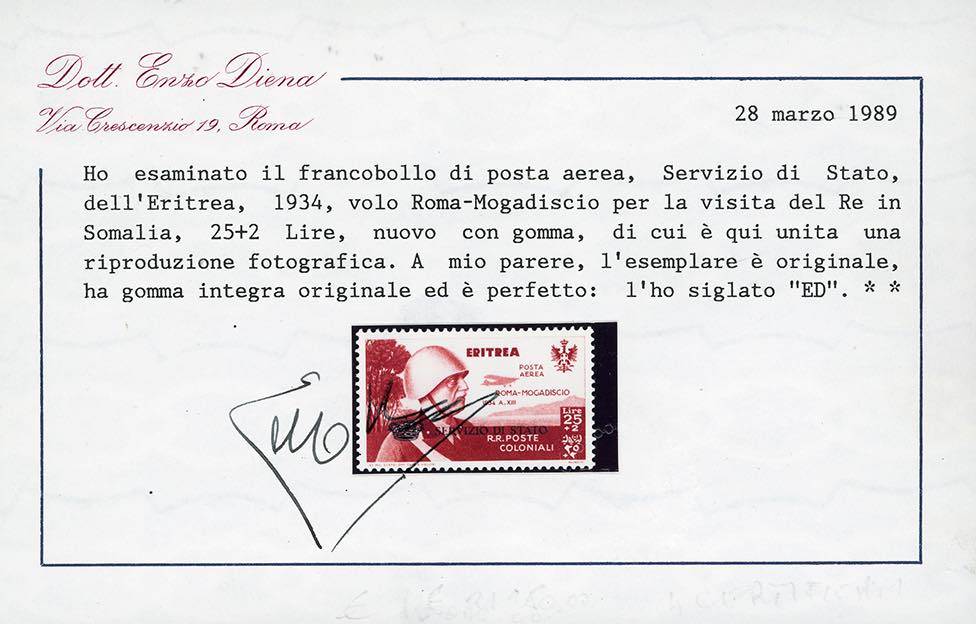 Dott. Enzo Diena
Via Crescenzio 19, Roma
28 marzo 1989
Ho esaminato il francobollo di posta aerea, Servizio di Stato,
dell'Eritrea, 1934, volo Roma-Mogadiscio per la visita del Re in
Somalia, 25+2 Lire, nuovo con gomma, di cui è qui unita una
riproduzione fotografica. A mio parere, l'esemplare è originale,
ha gomma integra originale ed è perfetto: l'ho siglato "ED". * *
ERITREA
POSTA
AEREA
ROMA-MOGADISCIO
1934 A.XIII
Lire
25
+2
SERVIZIO DI STATO
R.R. POSTE
COLONIALI